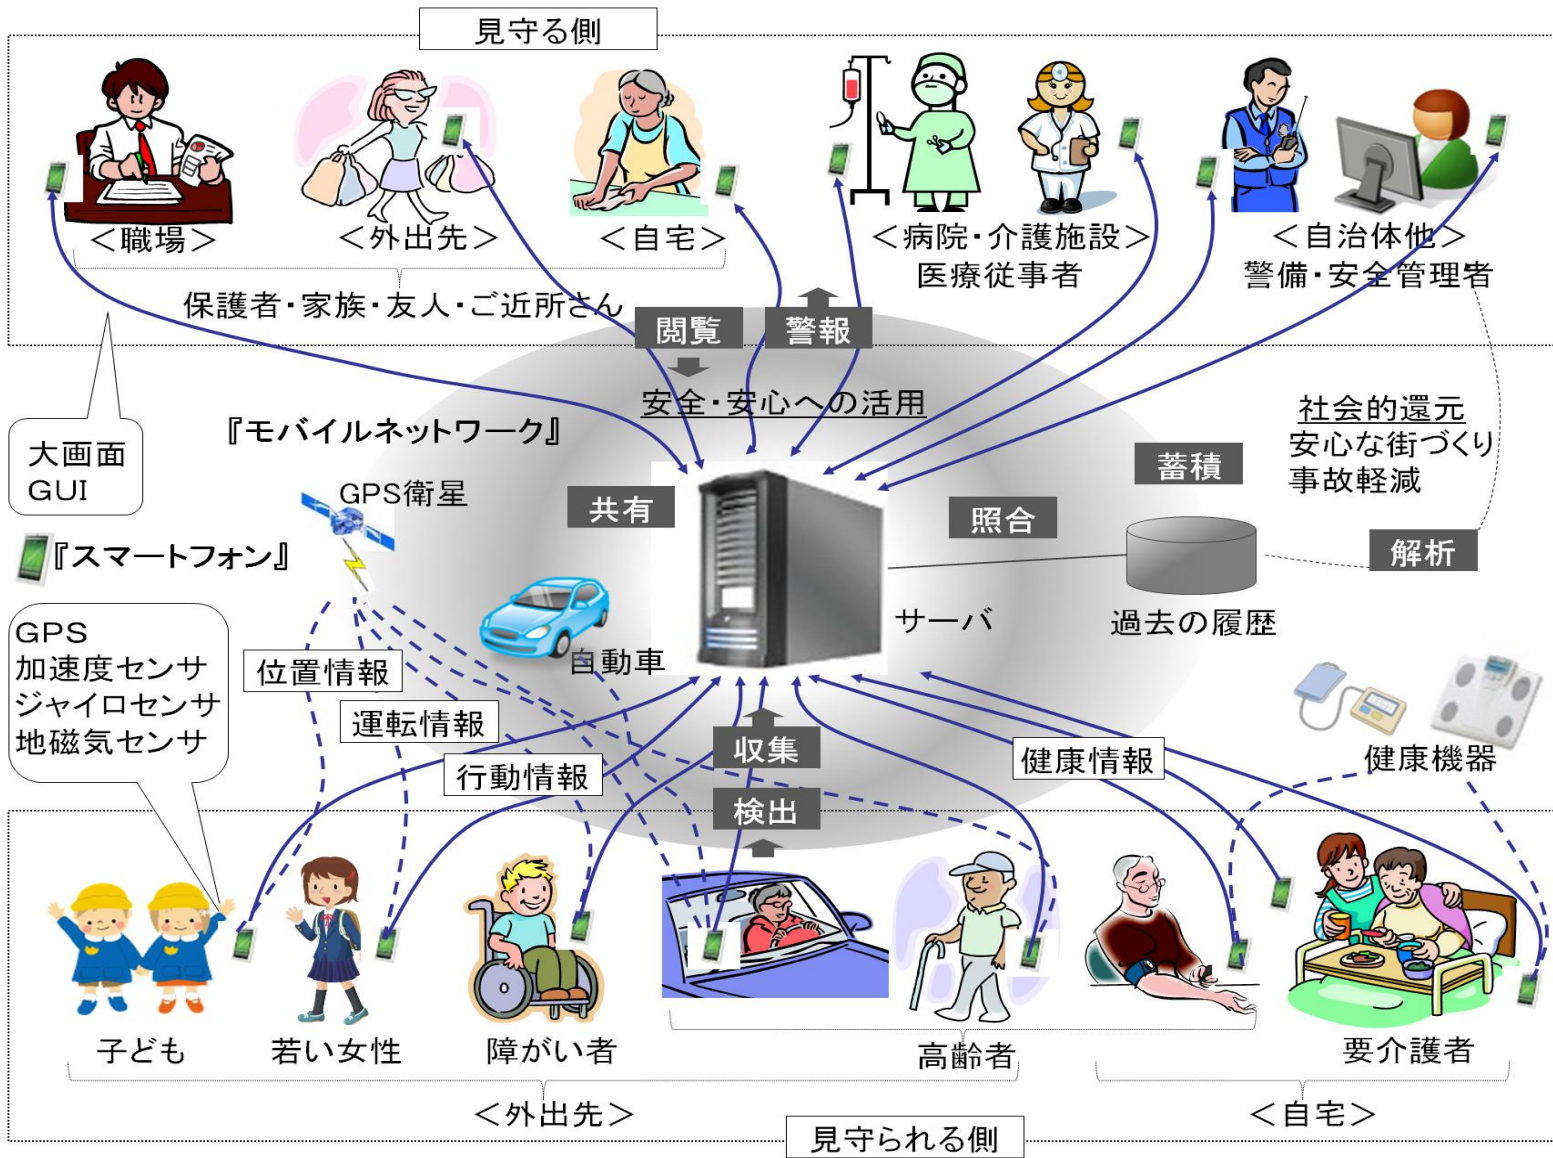 見守る側
＜職場＞
＜外出先＞
＜自宅＞
＜病院・介護施設＞
医療従事者
＜自治体他＞
警備・安全管理者
保護者・家族・友人・ご近所さん
閲覧
警報
安全・安心への活用
大画面
GUI
『モバイルネットワーク』
GPS衛星
共有
照合
蓄積
社会的還元
安心な街づくり
事故軽減
解析
『スマートフォン』
サーバ
過去の履歴
GPS
加速度センサ
ジャイロセンサ
地磁気センサ
自動車
位置情報
運転情報
行動情報
収集
検出
健康情報
健康機器
子ども
若い女性
障がい者
高齢者
要介護者
＜外出先＞
＜自宅＞
見守られる側